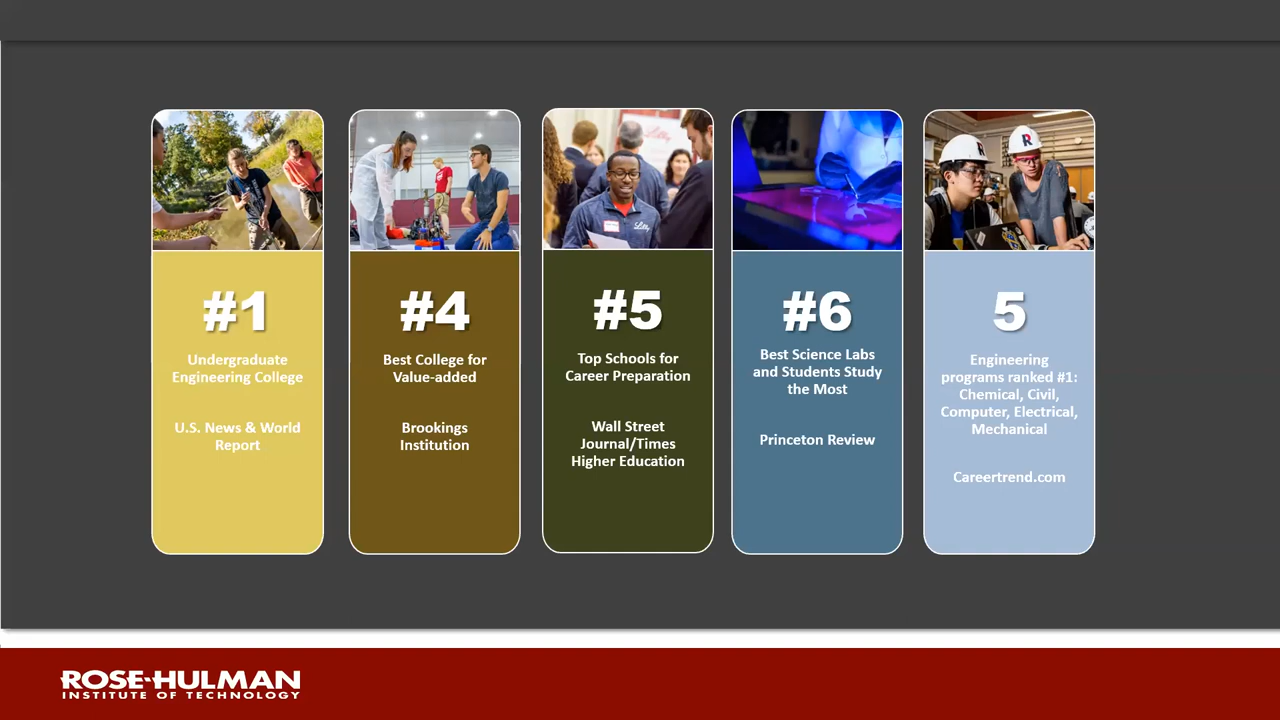 #1
Undergraduate
Engineering College
U.S. News & World
Report
#4
Best College for
Value-added
Brookings
Institution
Lilly
Lilly
#5
Top Schools for
Career Preparation
Wall Street
Journal/Times
Higher Education
#6
Best Science Labs
and Students Study
the Most
Princeton Review
R
5
Engineering
programs ranked #1:
Chemical, Civil,
Computer, Electrical,
Mechanical
Careertrend.com
ROSE-HULMAN
INSTITUTE OF TECHNOLOGY